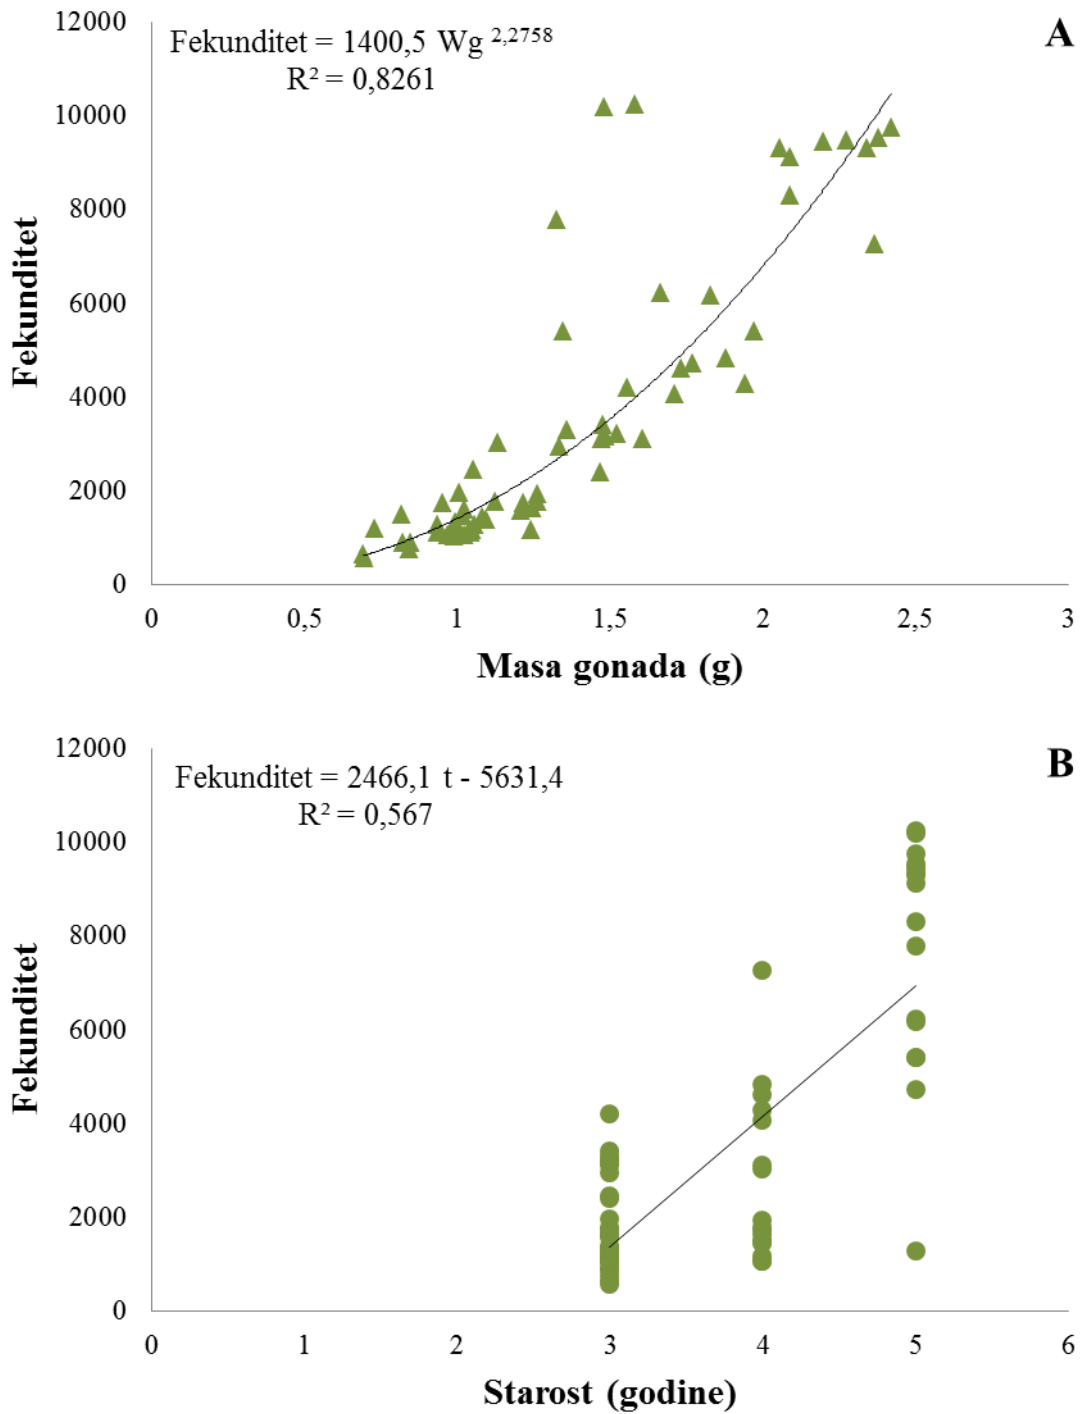 A
Fekunditet = 1400,5 Wg 2,2758
R² = 0,8261
12000
10000
8000
6000
4000
2000
0
Fekunditet
0 0,5 1 1,5 2 2,5 3
Masa gonada (g)
B
Fekunditet = 2466,1 t - 5631,4
R² = 0,567
12000
10000
8000
6000
4000
2000
0
Fekunditet
0 1 2 3 4 5 6
Starost (godine)